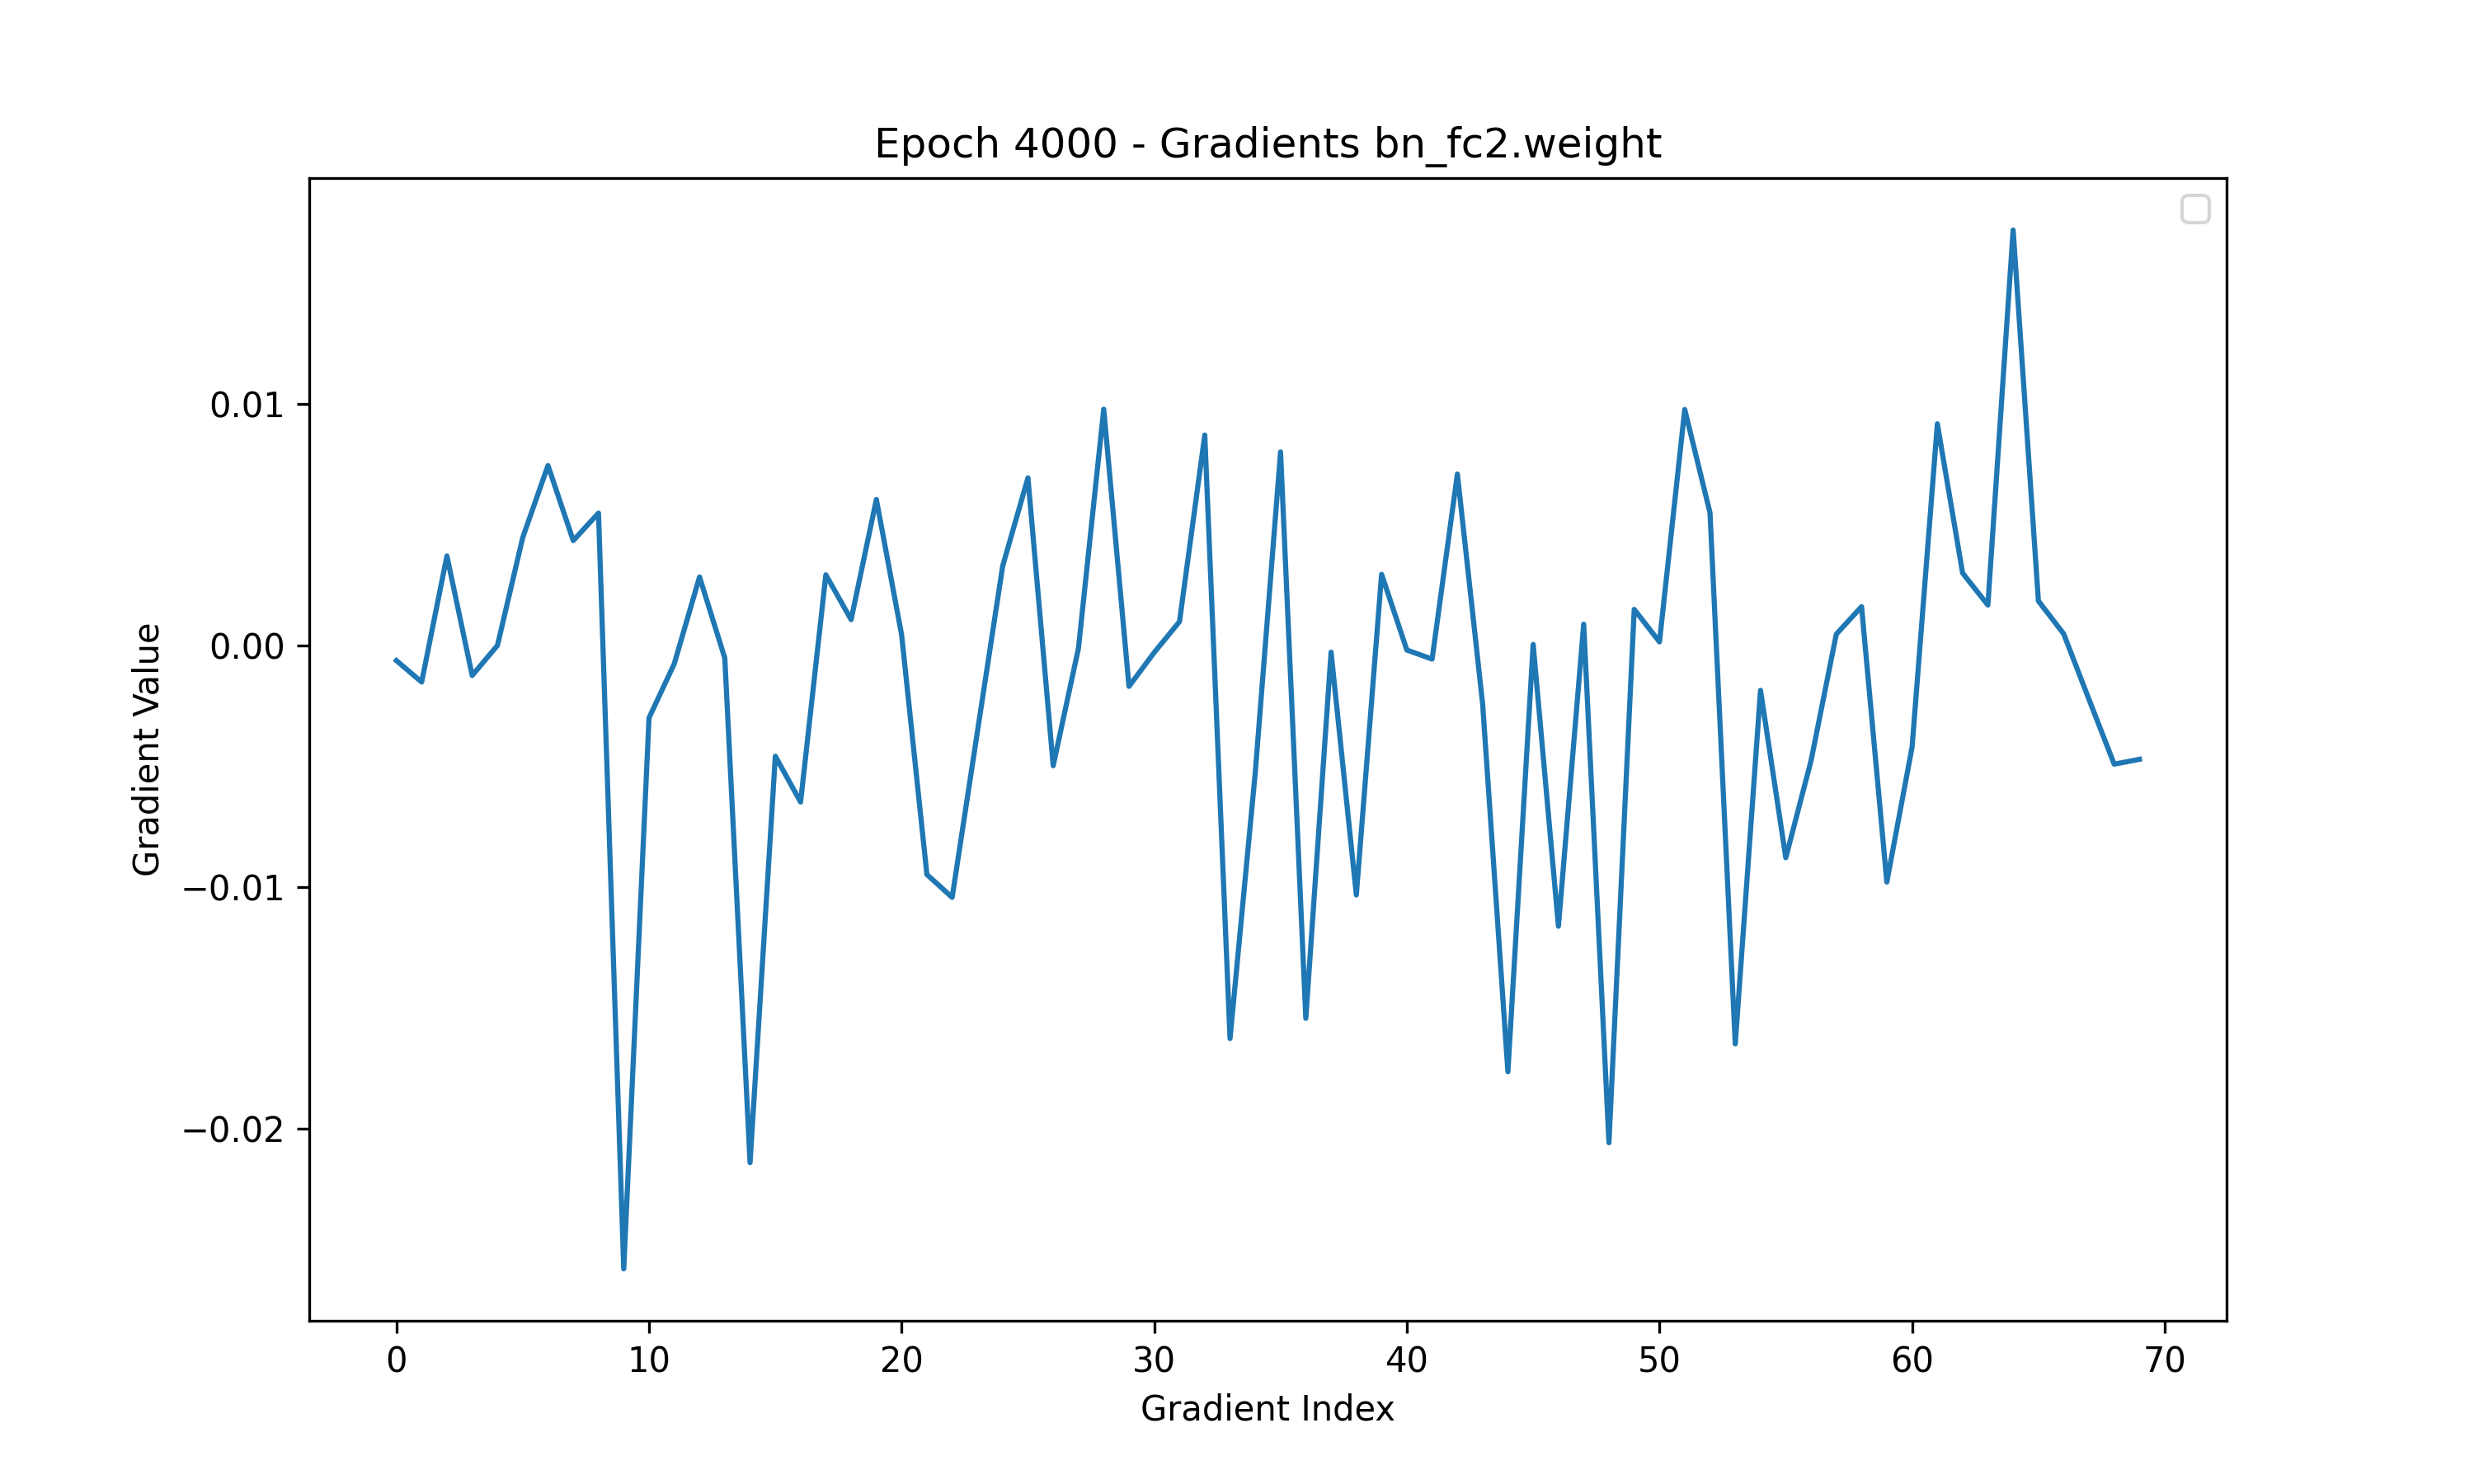 Epoch 4000 - Gradients bn_fc2.weight
0.01
0.00
−0.01
−0.02
Gradient Value
0 10 20 30 40 50 60 70
Gradient Index